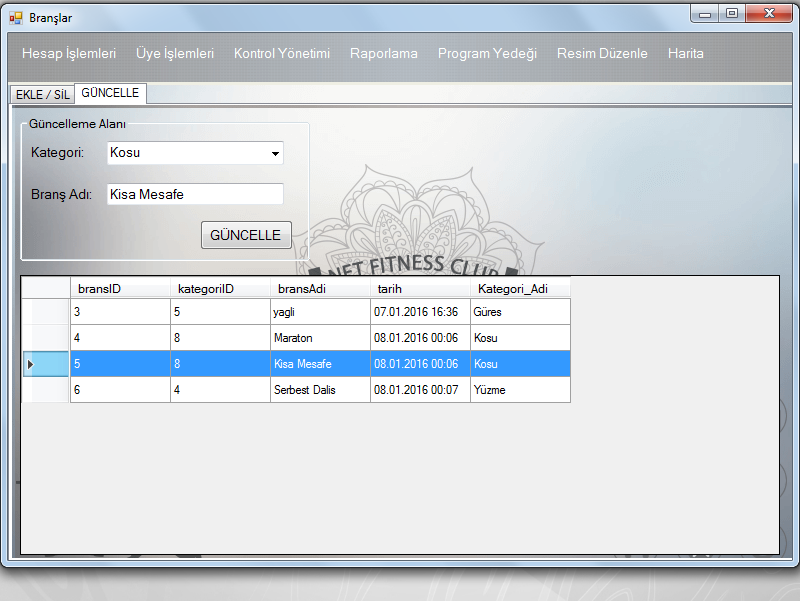 Branşlar
Hesap İşlemleri Üye İşlemleri Kontrol Yönetimi Raporlama Program Yedeği Resim Düzenle Harita
EKLE / SİL GÜNCELLE
Güncelleme Alanı
Kategori: Kosu
Branş Adı: Kisa Mesafe
GÜNCELLE
NET FITNESS CLUB
bransID kategoriID bransAdi tarih Kategori_Adi
3 5 yagli 07.01.2016 16:36 Güres
4 8 Maraton 08.01.2016 00:06 Kosu
5 8 Kisa Mesafe 08.01.2016 00:06 Kosu
6 4 Serbest Dalis 08.01.2016 00:07 Yüzme